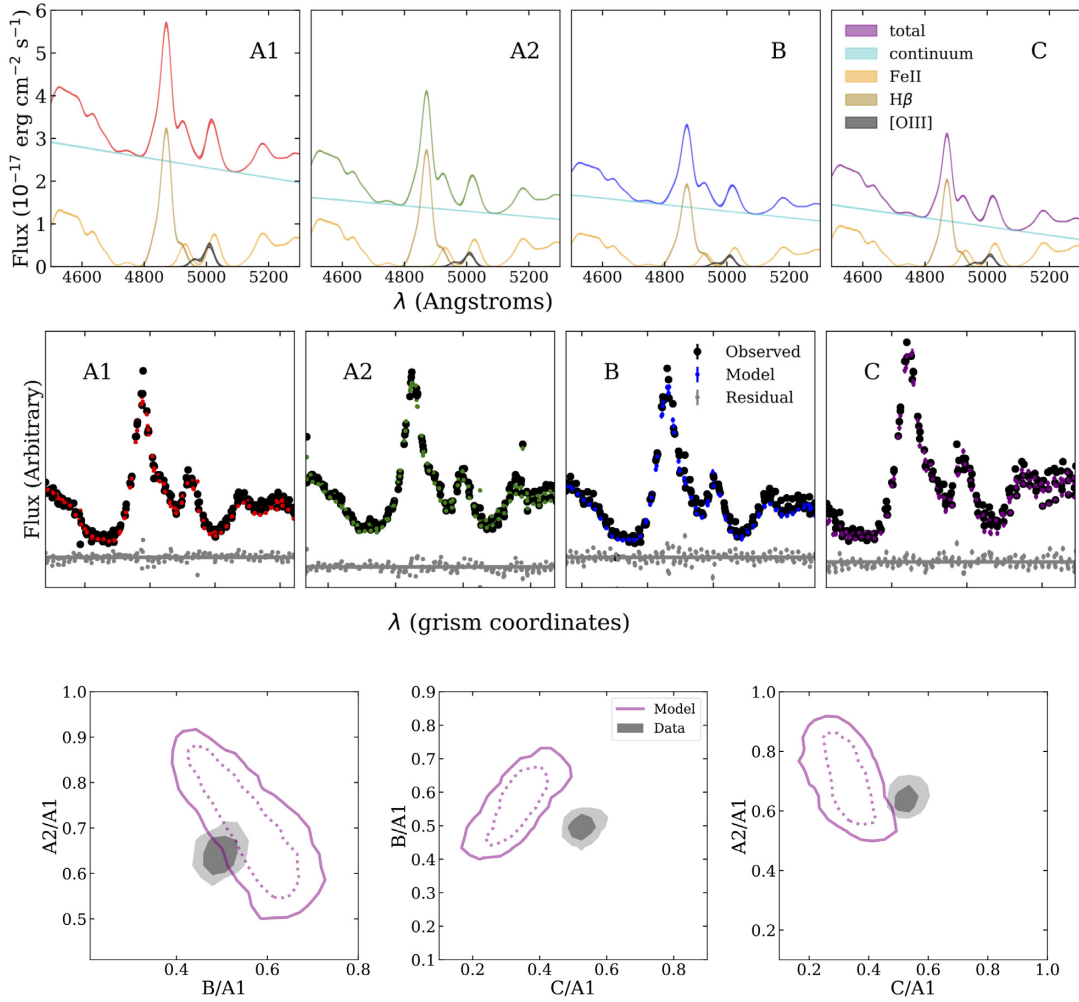 A1
A2
B
C
total
continuum
FeII
Hβ
[OIII]
Flux (10⁻¹⁷ erg cm⁻² s⁻¹)
6
5
4
3
2
1
0
4600 4800 5000 5200
4600 4800 5000 5200
4600 4800 5000 5200
4600 4800 5000 5200
λ (Angstroms)
A1
A2
B
C
Observed
Model
Residual
Flux (Arbitrary)
λ (grism coordinates)
A2/A1
1.0
0.9
0.8
0.7
0.6
0.5
0.4 0.6 0.8
B/A1
B/A1
0.9
0.8
0.7
0.6
0.5
0.4
0.3
0.2
0.1
Model
Data
0.2 0.4 0.6 0.8
C/A1
A2/A1
1.0
0.8
0.6
0.4
0.2
0.2 0.4 0.6 0.8 1.0
C/A1